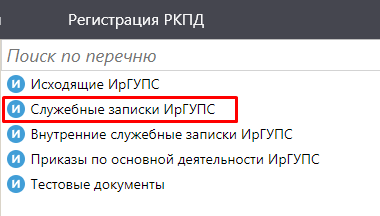 Регистрация РКПД
Поиск по перечню
И Исходящие ИрГУПС
И Служебные записки ИрГУПС
И Внутренние служебные записки ИрГУПС
И Приказы по основной деятельности ИрГУПС
И Тестовые документы